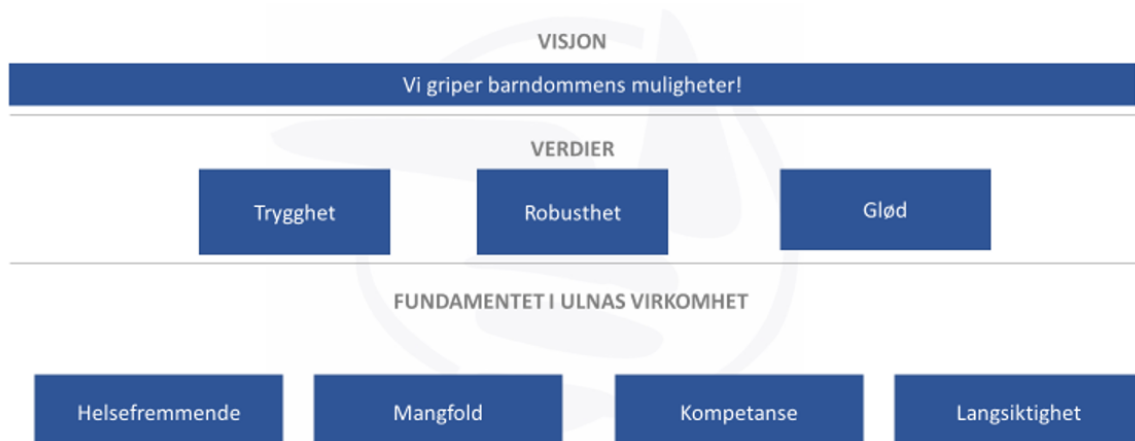 VISJON
Vi griper barndommens muligheter!
VERDIER
Trygghet Robusthet Glød
FUNDAMENTET I ULNAS VIRKOMHET
Helsefremmende Mangfold Kompetanse Langsiktighet